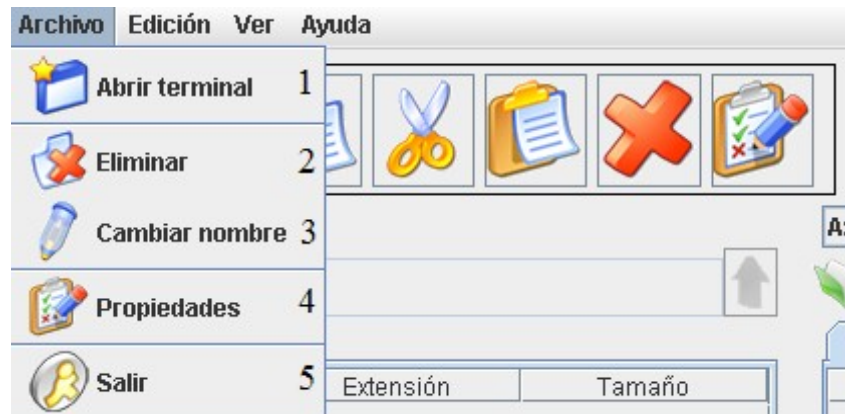 Archivo Edición Ver Ayuda
Abrir terminal 1
Eliminar 2
Cambiar nombre 3
Propiedades 4
Salir 5
Extensión Tamaño